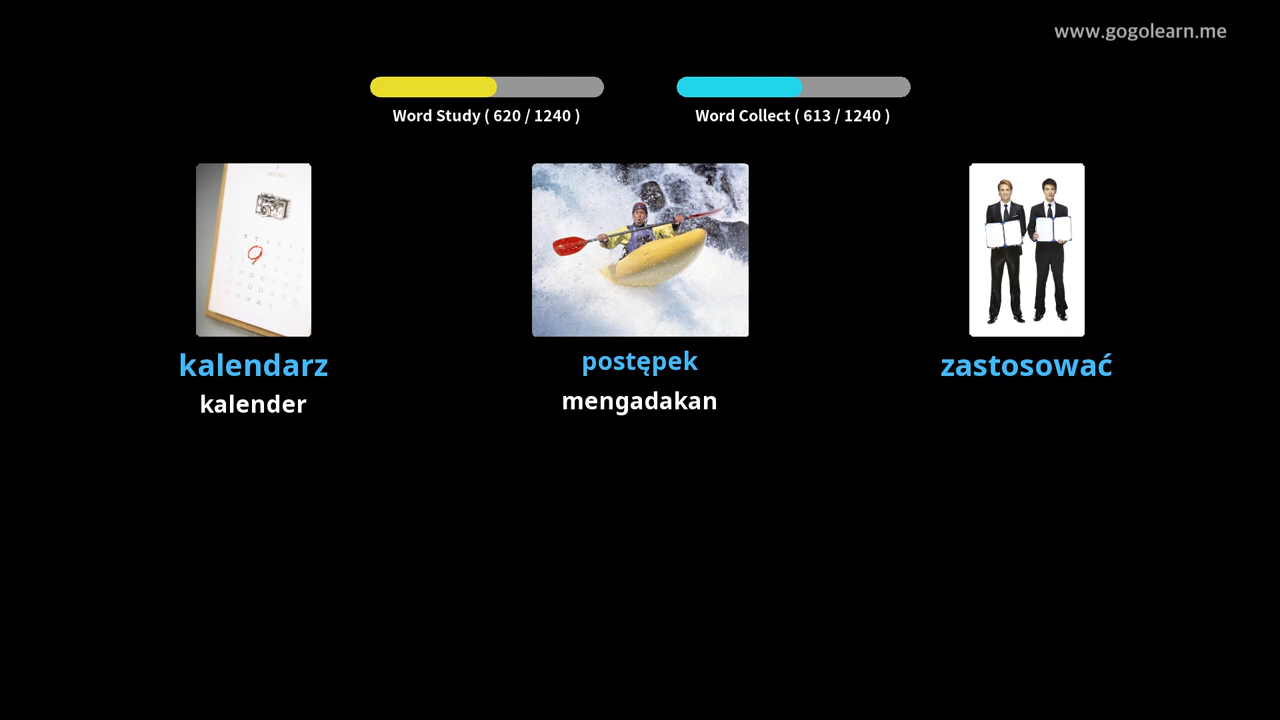 www.gogolearn.me
Word Study ( 620 / 1240 )
Word Collect ( 613 / 1240 )
kalendarz
kalender
postępek
mengadakan
zastosować